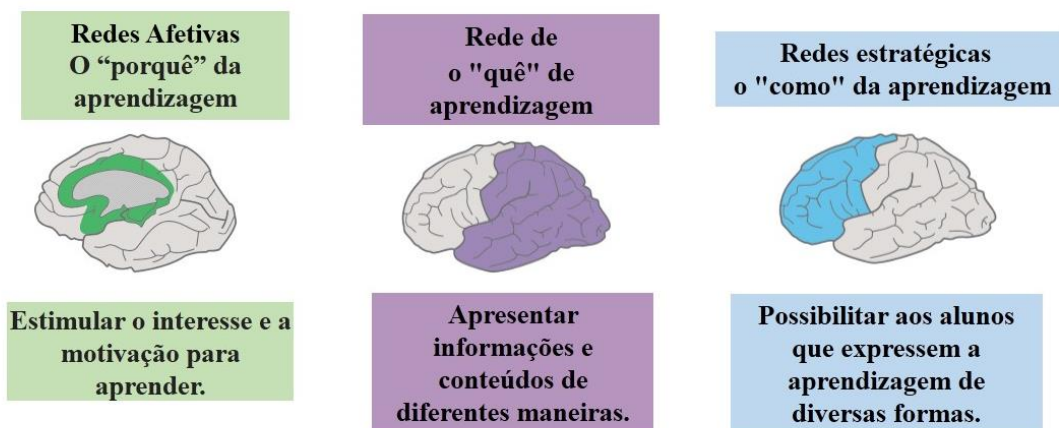 Redes Afetivas
O “porquê” da
aprendizagem
Rede de
o "quê" de
aprendizagem
Redes estratégicas
o "como" da aprendizagem
Estimular o interesse e a
motivação para
aprender.
Apresentar
informações e
conteúdos de
diferentes maneiras.
Possibilitar aos alunos
que expressem a
aprendizagem de
diversas formas.